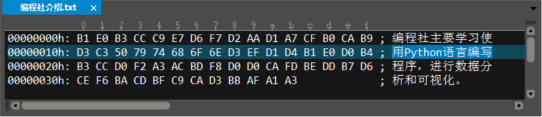 编程社介绍.txt ×
0 1 2 3 4 5 6 7 8 9 a b c d e f
00000000h: B1 E0 B3 CC C9 E7 D6 F7 D2 AA D1 A7 CF B0 CA B9 ; 编程社主要学习使
00000010h: D3 C3 50 79 74 68 6F 6E D3 EF D1 D4 B1 E0 D0 B4 ; 用Python语言编写
00000020h: B3 CC D0 F2 A3 AC BD F8 D0 D0 CA FD BE DD B7 D6 ; 程序，进行数据分
00000030h: CE F6 BA CD BF C9 CA D3 BB AF A1 A3 ; 析和可视化。